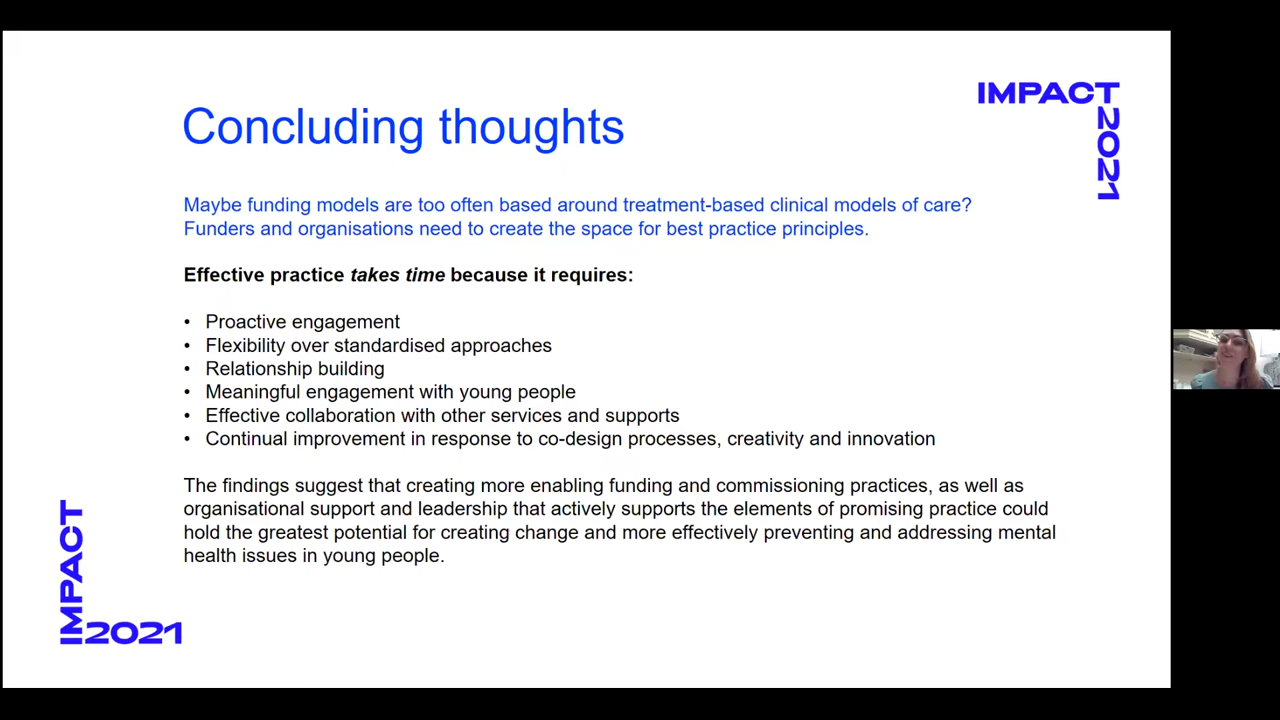 IMPACT
2021
Concluding thoughts
Maybe funding models are too often based around treatment-based clinical models of care?
Funders and organisations need to create the space for best practice principles.
Effective practice takes time because it requires:
• Proactive engagement
• Flexibility over standardised approaches
• Relationship building
• Meaningful engagement with young people
• Effective collaboration with other services and supports
• Continual improvement in response to co-design processes, creativity and innovation
The findings suggest that creating more enabling funding and commissioning practices, as well as
organisational support and leadership that actively supports the elements of promising practice could
hold the greatest potential for creating change and more effectively preventing and addressing mental
health issues in young people.
IMPACT
2021